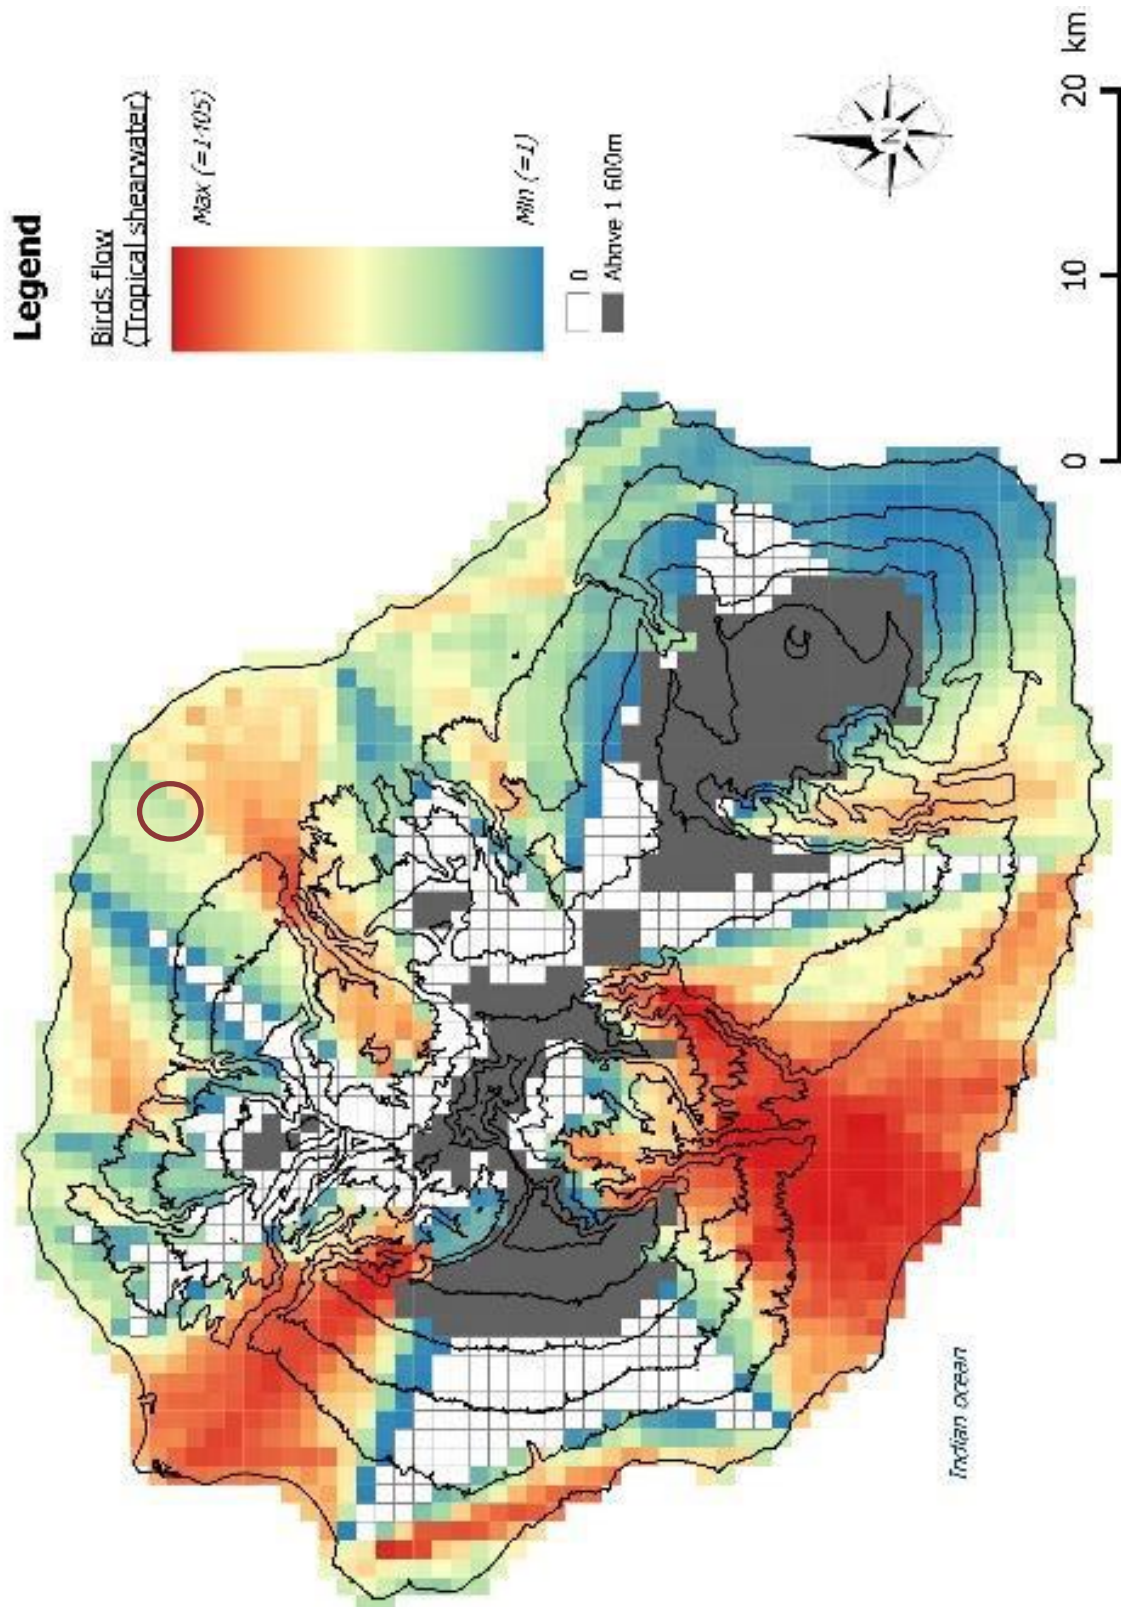 Legend
Birds flow
(Tropical shearwater)
Max (=1405)
Min (=1)
0
Above 1 600m
N
0
10
20
km
Indian ocean